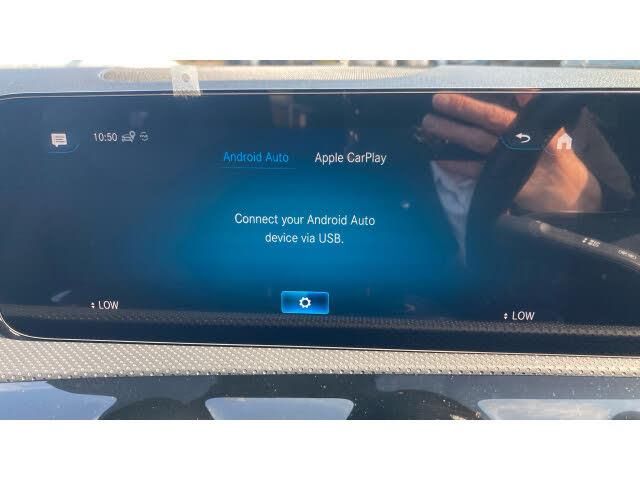 10:50
Android Auto Apple CarPlay
Connect your Android Auto
device via USB.
LOW
LOW